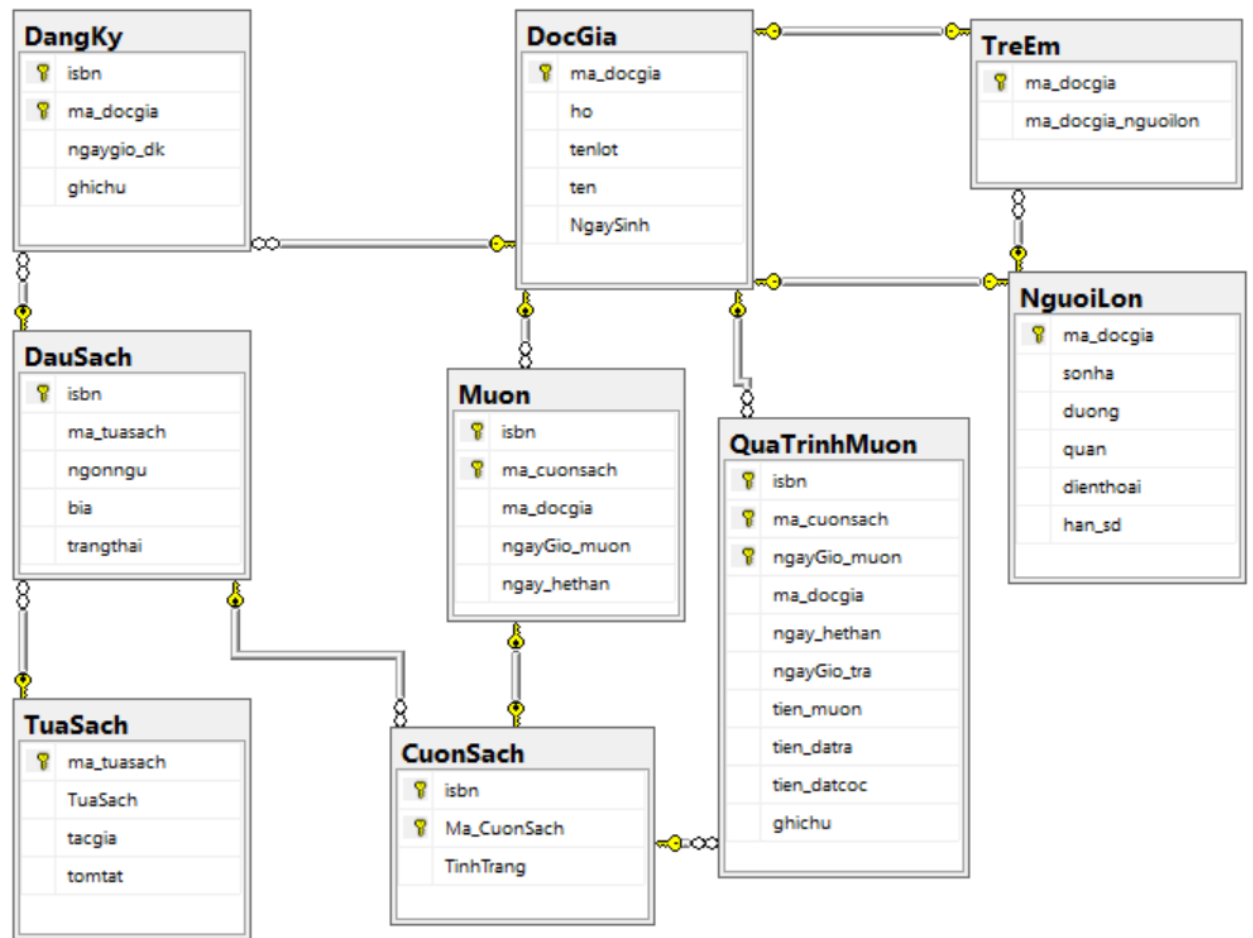 DangKy
isbn
ma_docgia
ngaygio_dk
ghichu
DocGia
ma_docgia
ho
tenlot
ten
NgaySinh
TreEm
ma_docgia
ma_docgia_nguoilon
NguoiLon
ma_docgia
sonha
duong
quan
dienthoai
han_sd
DauSach
isbn
ma_tuasach
ngonngu
bia
trangthai
Muon
isbn
ma_cuonsach
ma_docgia
ngayGio_muon
ngay_hethan
QuaTrinhMuon
isbn
ma_cuonsach
ngayGio_muon
ma_docgia
ngay_hethan
ngayGio_tra
tien_muon
tien_datra
tien_datcoc
ghichu
TuaSach
ma_tuasach
TuaSach
tacgia
tomtat
CuonSach
isbn
Ma_CuonSach
TinhTrang